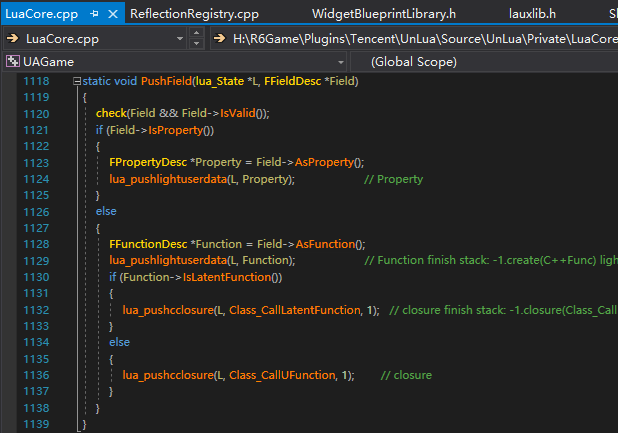 LuaCore.cpp ReflectionRegistry.cpp WidgetBlueprintLibrary.h lauxlib.h
LuaCore.cpp H:\R6Game\Plugins\Tencent\UnLua\Source\UnLua\Private\LuaCore
UAGame (Global Scope)
1118 static void PushField(lua_State *L, FFieldDesc *Field)
1119 {
1120 check(Field && Field->IsValid());
1121 if (Field->IsProperty())
1122 {
1123 FPropertyDesc *Property = Field->AsProperty();
1124 lua_pushlightuserdata(L, Property); // Property
1125 }
1126 else
1127 {
1128 FFunctionDesc *Function = Field->AsFunction();
1129 lua_pushlightuserdata(L, Function); // Function finish stack: -1.create(C++Func) ligh
1130 if (Function->IsLatentFunction())
1131 {
1132 lua_pushcclosure(L, Class_CallLatentFunction, 1); // closure finish stack: -1.closure(Class_Call
1133 }
1134 else
1135 {
1136 lua_pushcclosure(L, Class_CallUFunction, 1); // closure
1137 }
1138 }
1139 }